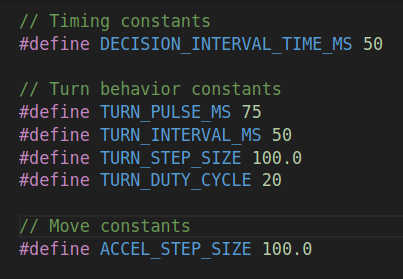 // Timing constants
#define DECISION_INTERVAL_TIME_MS 50
// Turn behavior constants
#define TURN_PULSE_MS 75
#define TURN_INTERVAL_MS 50
#define TURN_STEP_SIZE 100.0
#define TURN_DUTY_CYCLE 20
// Move constants
#define ACCEL_STEP_SIZE 100.0